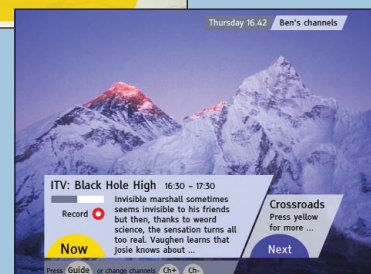 Thursday 16.42 Ben's channels
ITV: Black Hole High 16:30 – 17:30
Record
Invisible marshall sometimes
seems invisible to his friends
but then, thanks to weord
science, the sensation turns all
too real. Vaughen learns that
Josie knows about ...
Now
Crossroads
Press yellow
for more ...
Next
Press Guide or change channels Ch+ Ch-